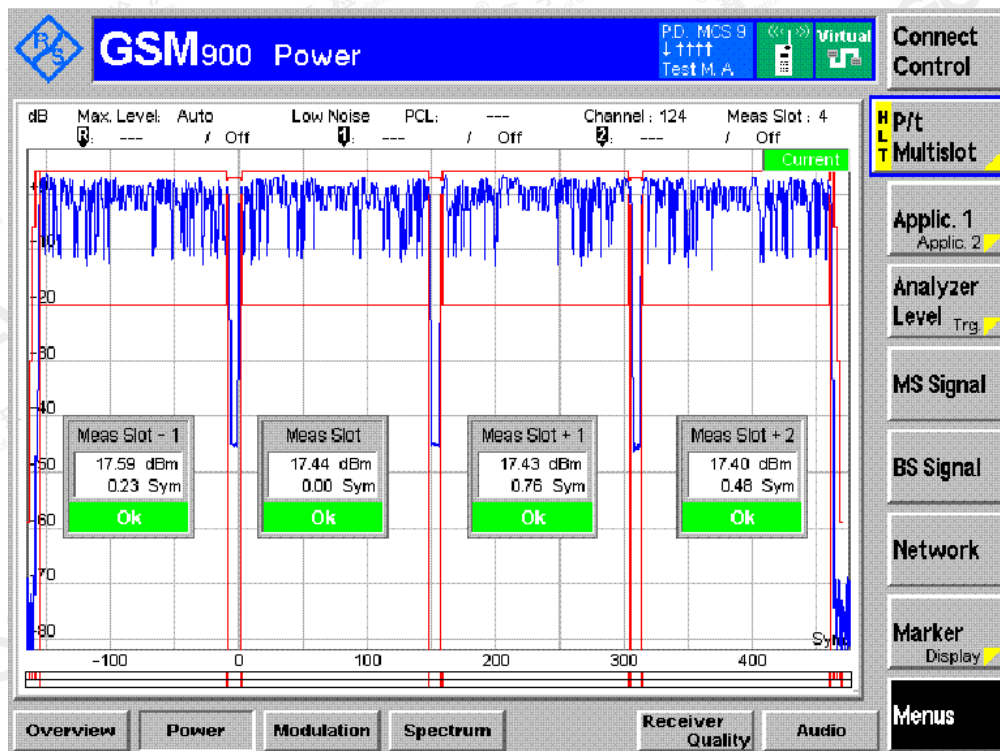 R/S GSM900 Power P.D. MCS 9 Virtual
↓↑↑↑↑
Test M. A
Connect Control
dB Max. Level: Auto Low Noise PCL: --- Channel : 124 Meas Slot : 4
R: --- / Off 1: --- / Off 2: --- / Off
Current
HLT P/t Multislot
Applic. 1
Applic. 2
Analyzer Level Trg.
MS Signal
BS Signal
Network
Marker
Display
Menus
-10
-20
-30
-40
-50
-60
-70
-80
Meas Slot - 1
17.59 dBm
0.23 Sym
Ok
Meas Slot
17.44 dBm
0.00 Sym
Ok
Meas Slot + 1
17.43 dBm
0.76 Sym
Ok
Meas Slot + 2
17.40 dBm
0.48 Sym
Ok
-100 0 100 200 300 400
Overview Power Modulation Spectrum Receiver Quality Audio